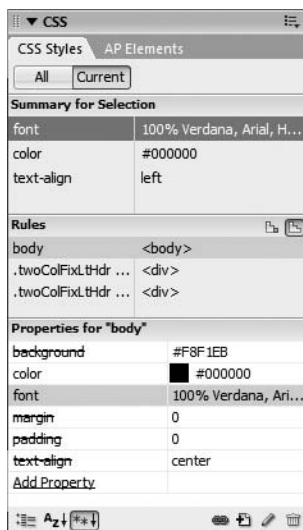 ▼ CSS
CSS Styles AP Elements
All Current
Summary for Selection
font 100% Verdana, Arial, H...
color #000000
text-align left
Rules
body <body>
.twoColFixLtHdr ... <div>
.twoColFixLtHdr ... <div>
Properties for "body"
background #F8F1EB
color #000000
font 100% Verdana, Ari...
margin 0
padding 0
text-align center
Add Property
Az↓ **↓